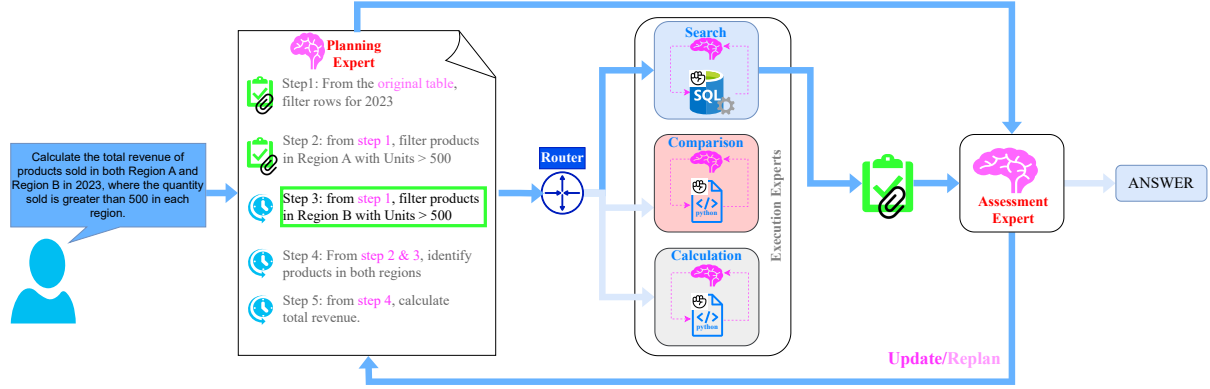 Calculate the total revenue of
products sold in both Region A and
Region B in 2023, where the quantity
sold is greater than 500 in each
region.
Planning
Expert
Step1: From the original table,
filter rows for 2023
Step 2: from step 1, filter products
in Region A with Units > 500
Step 3: from step 1, filter products
in Region B with Units > 500
Step 4: From step 2 & 3, identify
products in both regions
Step 5: from step 4, calculate
total revenue.
Router
Search
SQL
Comparison
</>
python
Calculation
</>
python
Execution Experts
Assessment
Expert
ANSWER
Update/Replan